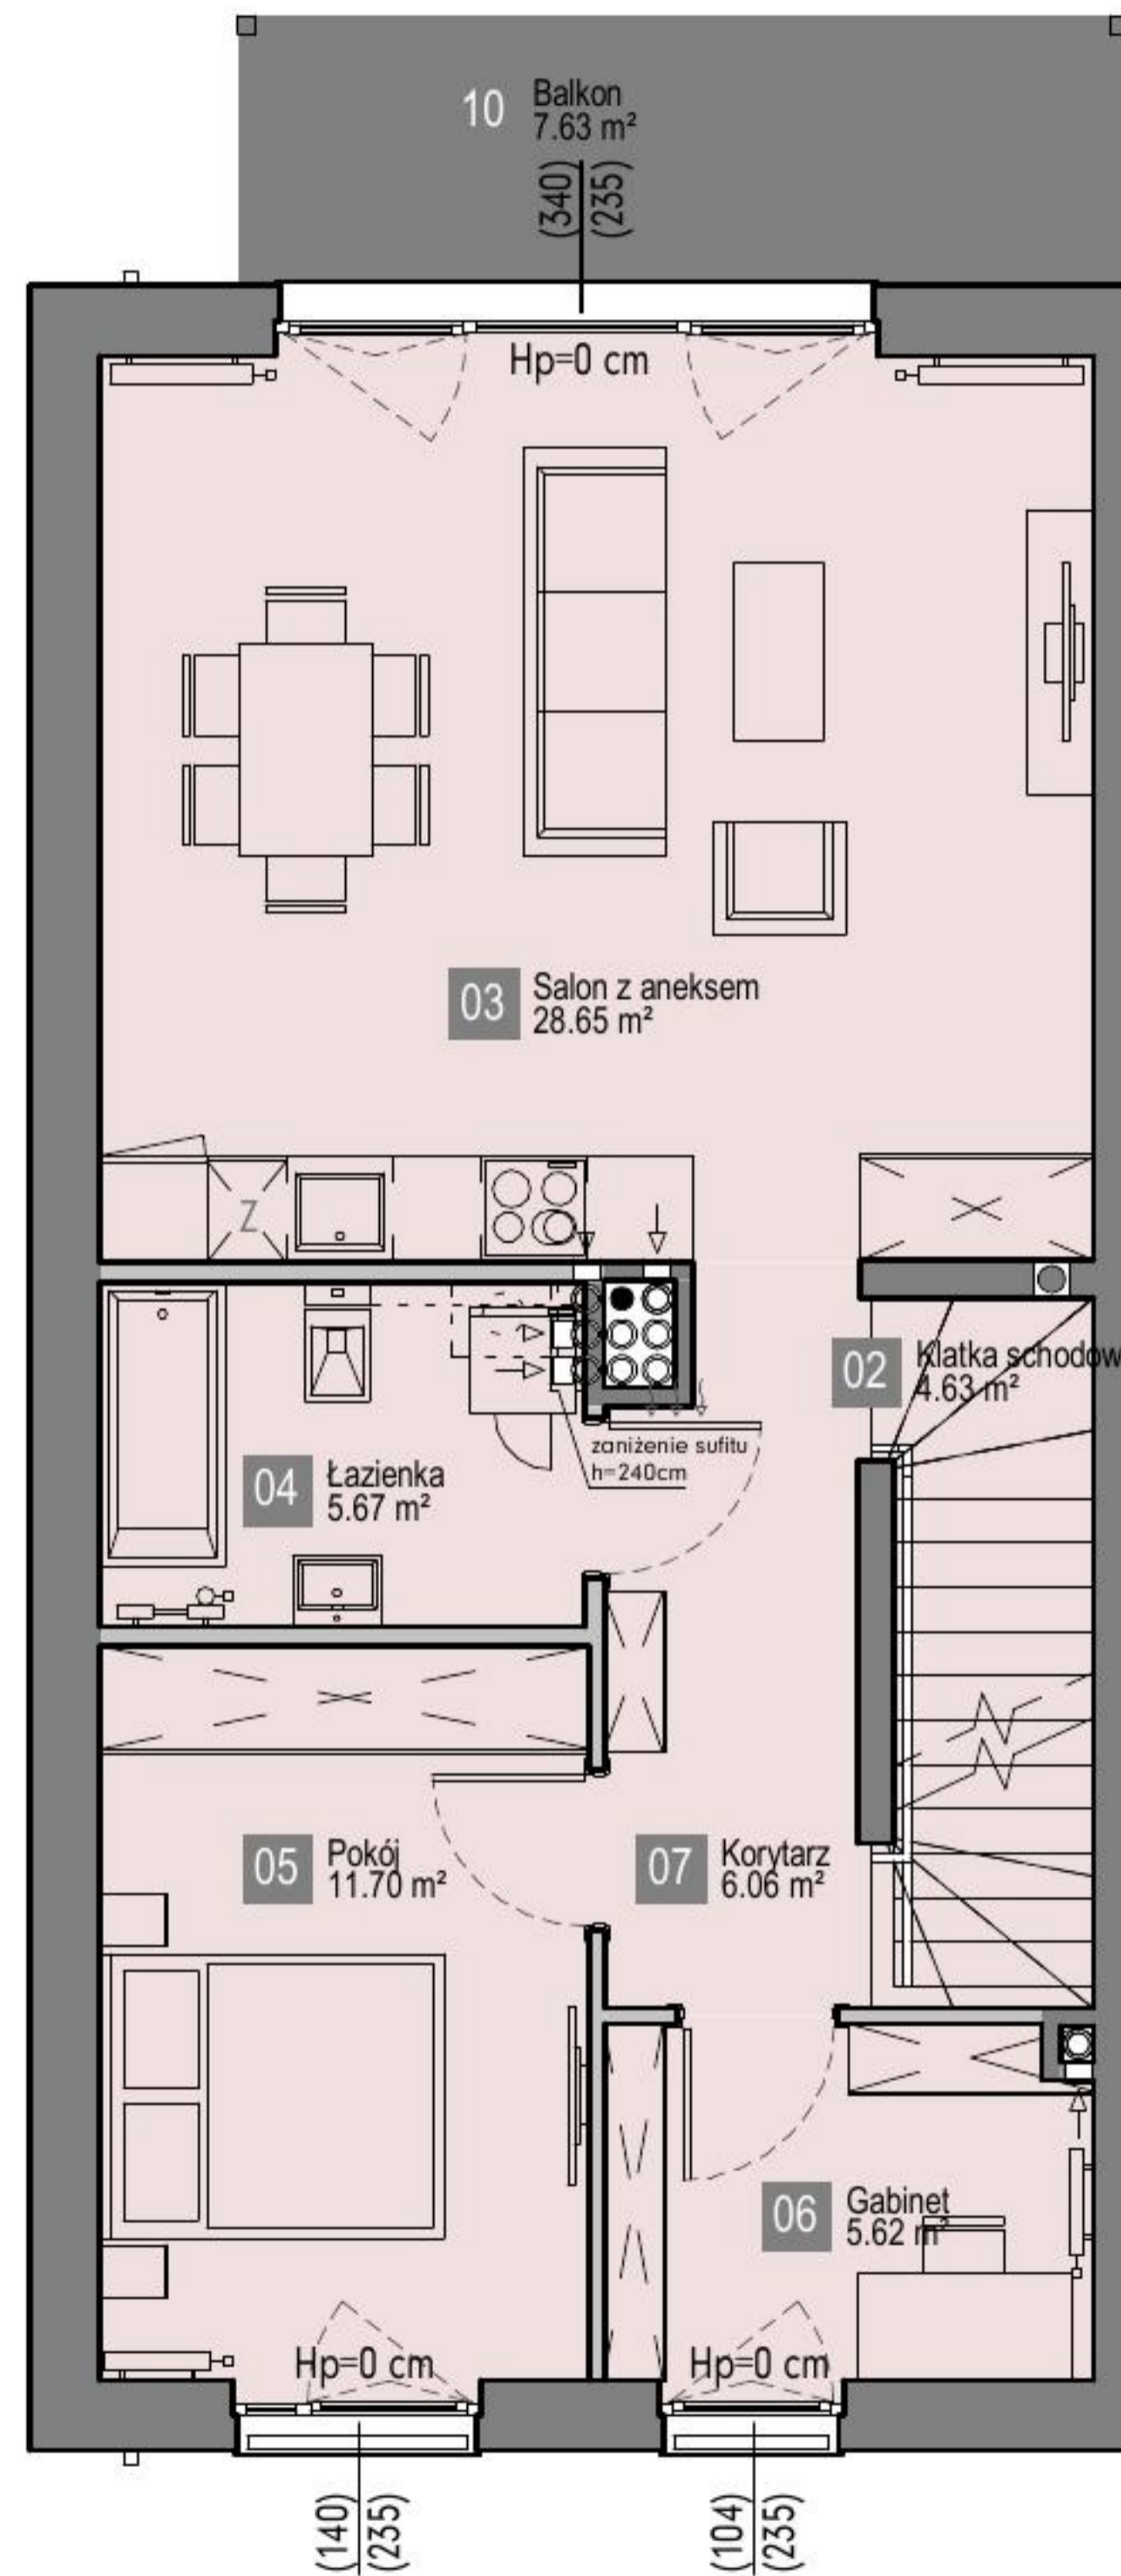 10 Balkon
7.63 m²
(340)
(235)
Hp=0 cm
03 Salon z aneksem
28.65 m²
Z
02 Klatka schodow
4.63 m²
zaniżenie sufitu
h=240cm
04 Łazienka
5.67 m²
05 Pokój
11.70 m²
07 Korytarz
6.06 m²
06 Gabinet
5.62 m²
Hp=0 cm
Hp=0 cm
(140)
(235)
(104)
(235)